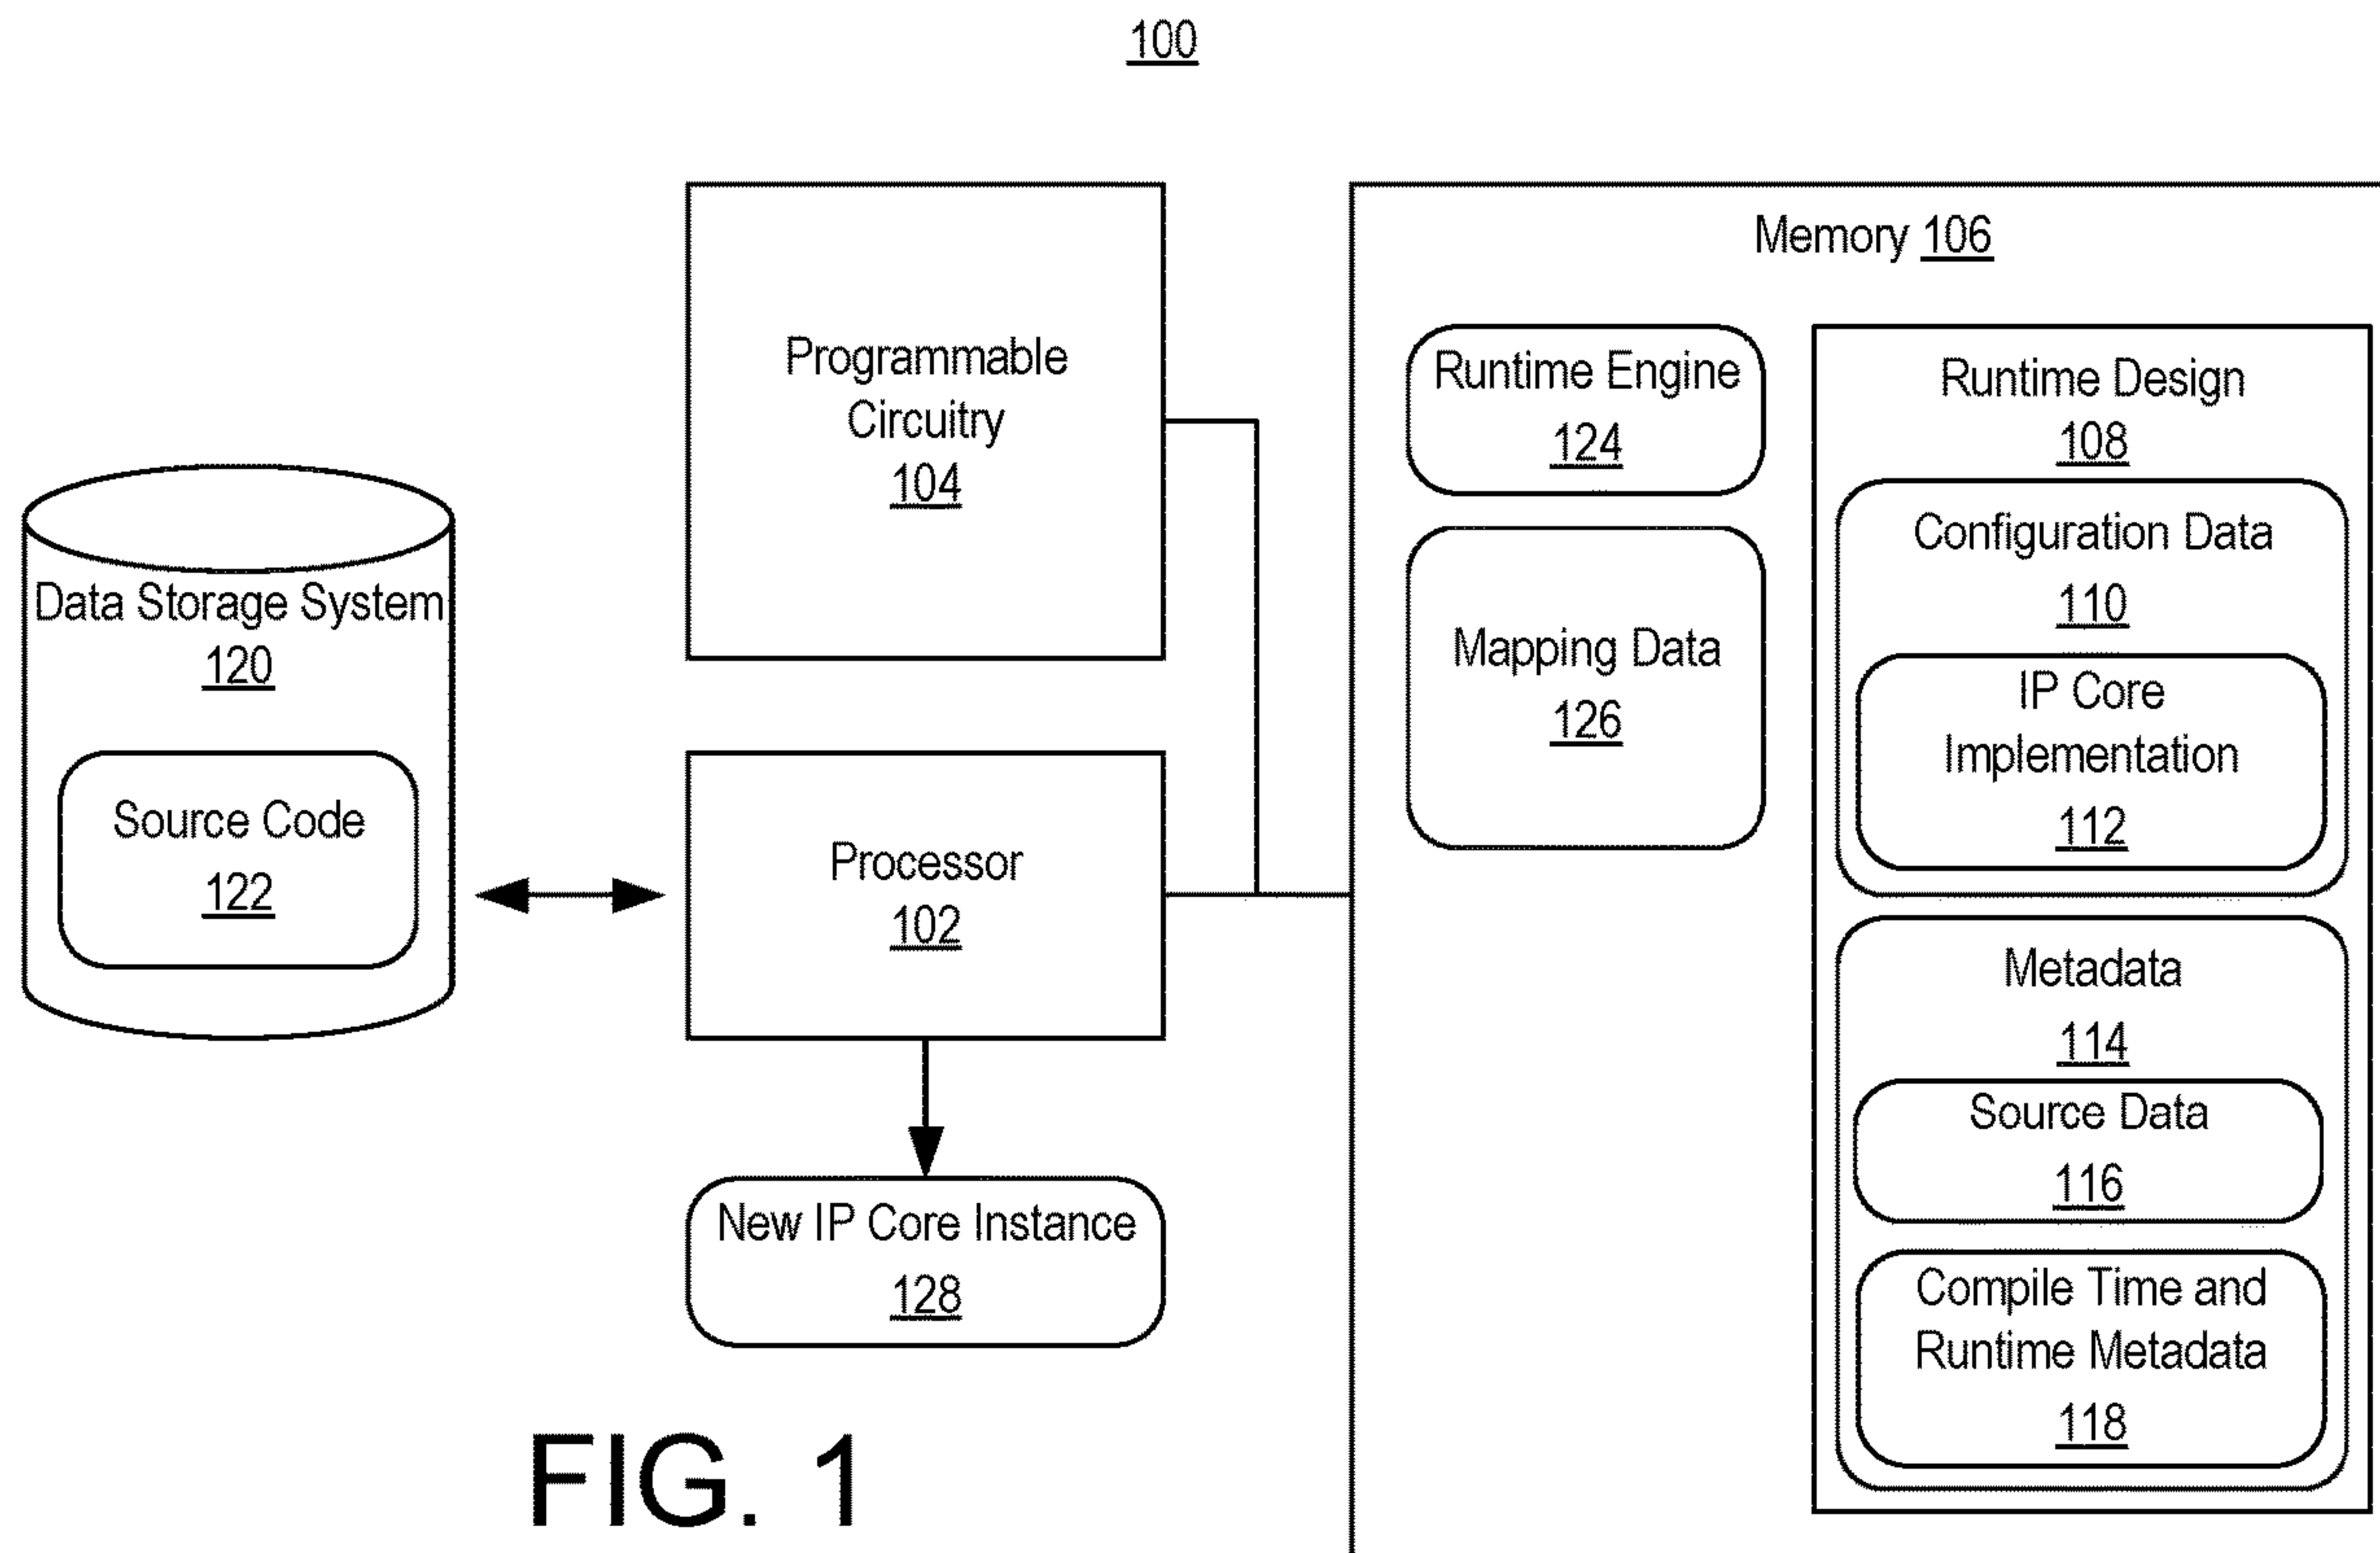 100
Memory 106
Programmable
Circuitry
104
Runtime Engine
124
Mapping Data
126
Runtime Design
108
Configuration Data
110
IP Core
Implementation
112
Metadata
114
Source Data
116
Compile Time and
Runtime Metadata
118
Data Storage System
120
Source Code
122
Processor
102
New IP Core Instance
128
FIG. 1